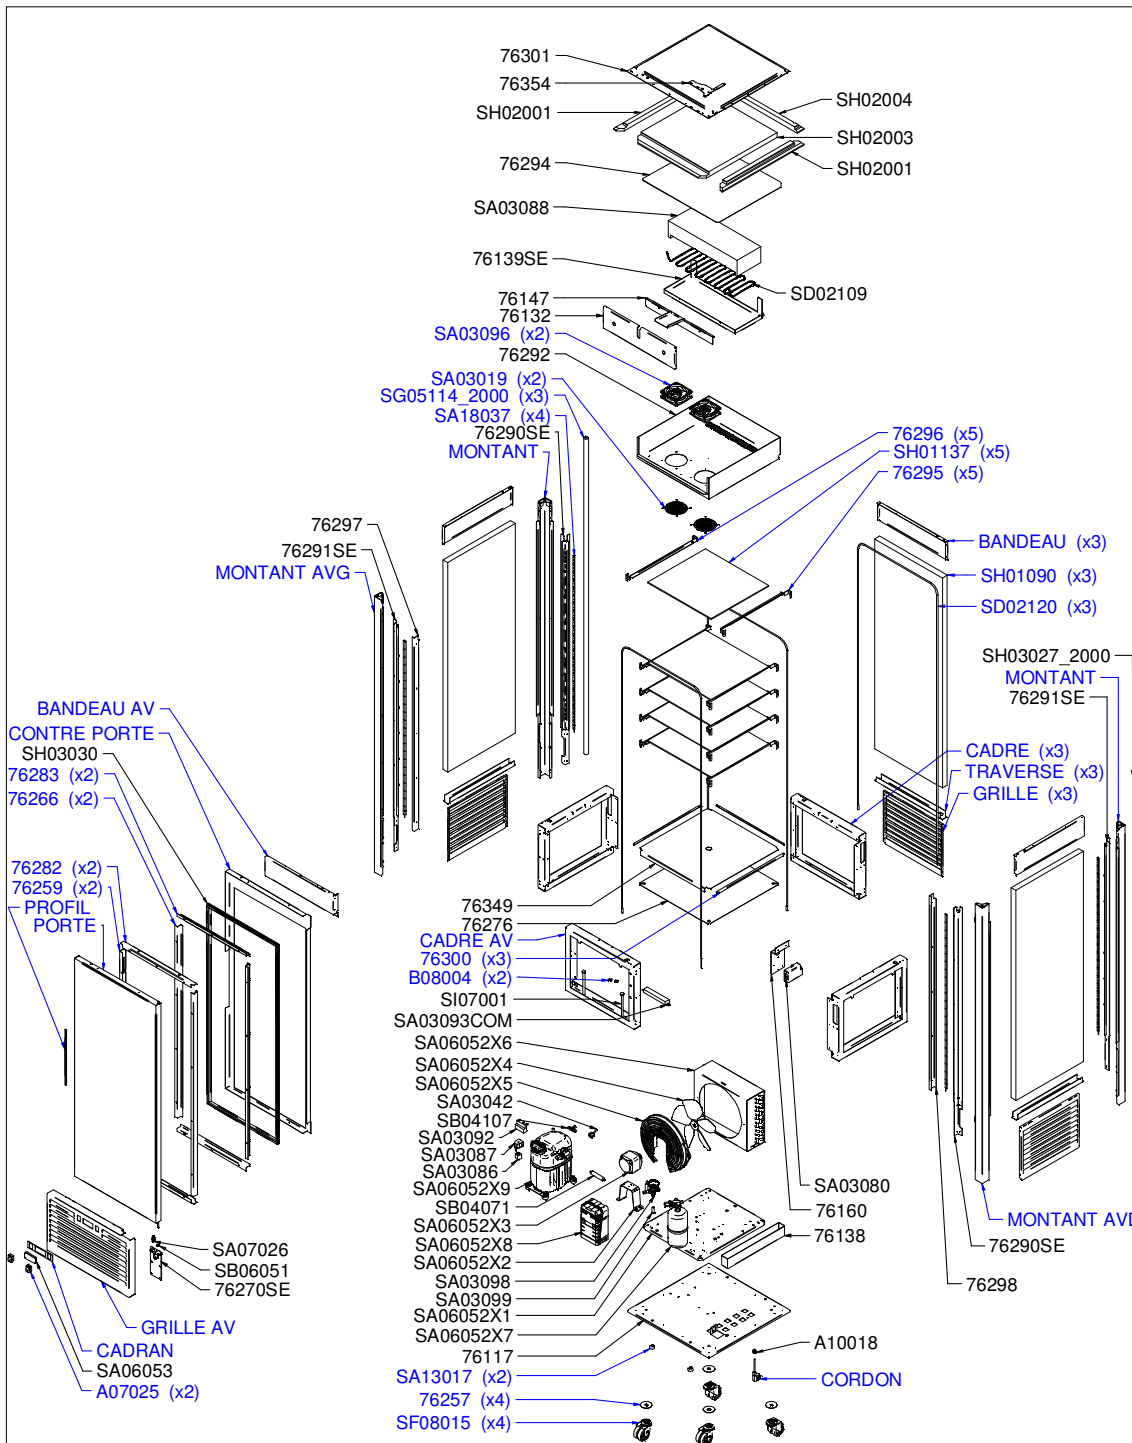 76301
76354
SH02001
SH02004
SH02003
SH02001
76294
SA03088
76139SE
SD02109
76147
76132
SA03096 (x2)
76292
SA03019 (x2)
SG05114_2000 (x3)
SA18037 (x4)
76290SE
MONTANT
76296 (x5)
SH01137 (x5)
76295 (x5)
76297
76291SE
MONTANT AVG
BANDEAU (x3)
SH01090 (x3)
SD02120 (x3)
SH03027_2000
MONTANT
76291SE
BANDEAU AV
CONTRE PORTE
SH03030
76283 (x2)
76266 (x2)
CADRE (x3)
TRAVERSE (x3)
GRILLE (x3)
76282 (x2)
76259 (x2)
PROFIL
PORTE
76349
76276
CADRE AV
76300 (x3)
B08004 (x2)
SI07001
SA03093COM
SA06052X6
SA06052X4
SA06052X5
SA03042
SB04107
SA03092
SA03087
SA03086
SA06052X9
SB04071
SA06052X3
SA06052X8
SA06052X2
SA03098
SA03099
SA06052X1
SA06052X7
76117
SA13017 (x2)
76257 (x4)
SF08015 (x4)
SA03080
76160
76138
A10018
CORDON
MONTANT AVD
76290SE
76298
SA07026
SB06051
76270SE
GRILLE AV
CADRAN
SA06053
A07025 (x2)